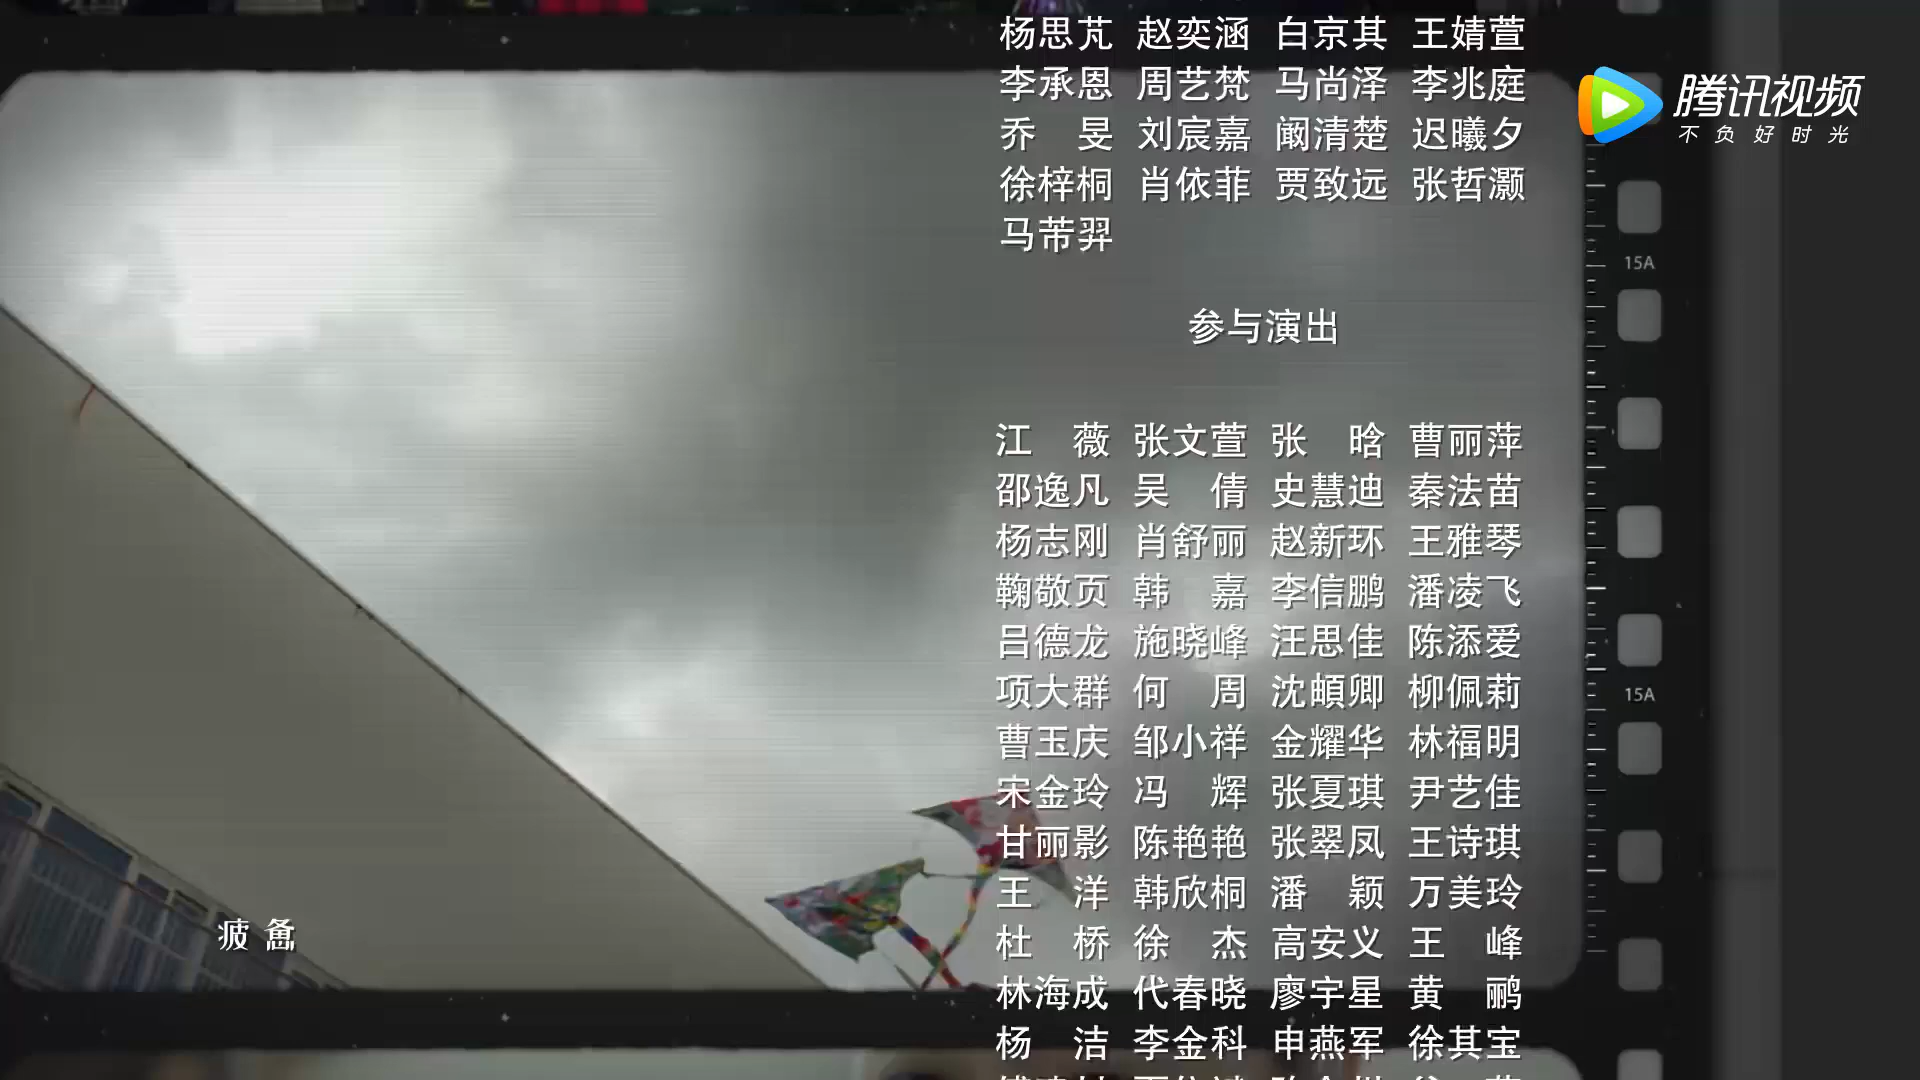 杨思芃 赵奕涵 白京其 王婧萱
李承恩 周艺梵 马尚泽 李兆庭
乔 旻 刘宸嘉 阚清楚 迟曦夕
徐梓桐 肖依菲 贾致远 张哲灏
马芾羿
腾讯视频
不负好时光
参与演出
江 薇 张文萱 张 晗 曹丽萍
邵逸凡 吴 倩 史慧迪 秦法苗
杨志刚 肖舒丽 赵新环 王雅琴
鞠敬页 韩 嘉 李信鹏 潘凌飞
吕德龙 施晓峰 汪思佳 陈添爱
项大群 何 周 沈頔卿 柳佩莉
曹玉庆 邹小祥 金耀华 林福明
宋金玲 冯 辉 张夏琪 尹艺佳
甘丽影 陈艳艳 张翠凤 王诗琪
王 洋 韩欣桐 潘 颖 万美玲
杜 桥 徐 杰 高安义 王 峰
林海成 代春晓 廖宇星 黄 鹂
杨 洁 李金科 申燕军 徐其宝
15A
15A
疲惫